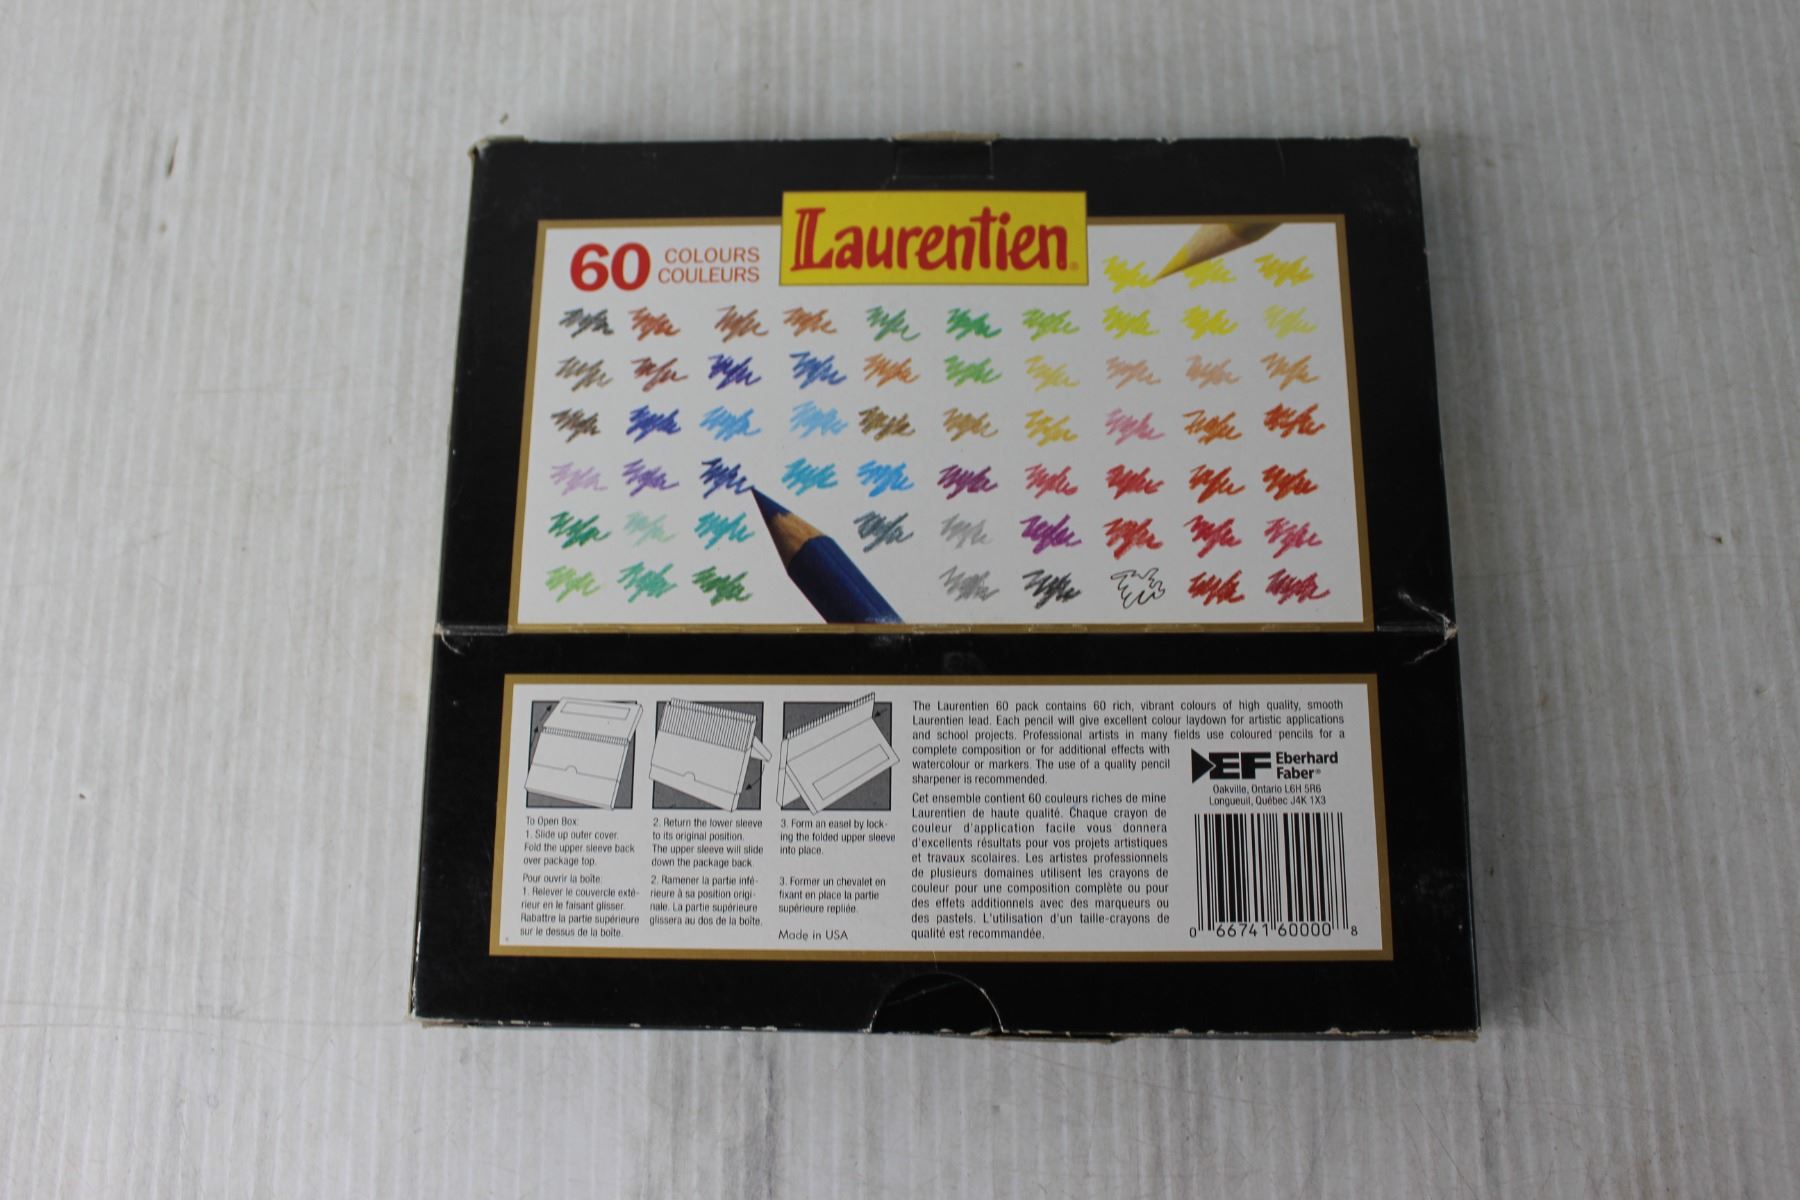 Laurentien®
60 COLOURS
COULEURS
To Open Box:
1. Slide up outer cover.
Fold the upper sleeve back
over package top.
Pour ouvrir la boîte:
1. Relever le couvercle exté-
rieur en le faisant glisser.
Rabattre la partie supérieure
sur le dessus de la boîte.
2. Return the lower sleeve
to its original position.
The upper sleeve will slide
down the package back.
2. Ramener la partie infé-
rieure à sa position origi-
nale. La partie supérieure
glissera au dos de la boîte.
3. Form an easel by lock-
ing the folded upper sleeve
into place.
3. Former un chevalet en
fixant en place la partie
supérieure repliée.
Made in USA
The Laurentien 60 pack contains 60 rich, vibrant colours of high quality, smooth
Laurentien lead. Each pencil will give excellent colour laydown for artistic applications
and school projects. Professional artists in many fields use coloured pencils for a
complete composition or for additional effects with
watercolour or markers. The use of a quality pencil
sharpener is recommended.
Cet ensemble contient 60 couleurs riches de mine
Laurentien de haute qualité. Chaque crayon de
couleur d'application facile vous donnera
d'excellents résultats pour vos projets artistiques
et travaux scolaires. Les artistes professionnels
de plusieurs domaines utilisent les crayons de
couleur pour une composition complète ou pour
des effets additionnels avec des marqueurs ou
des pastels. L'utilisation d'un taille-crayons de
qualité est recommandée.
EF Eberhard
Faber®
Oakville, Ontario L6H 5R6
Longueuil, Québec J4K 1X3
0 66741 60000 8